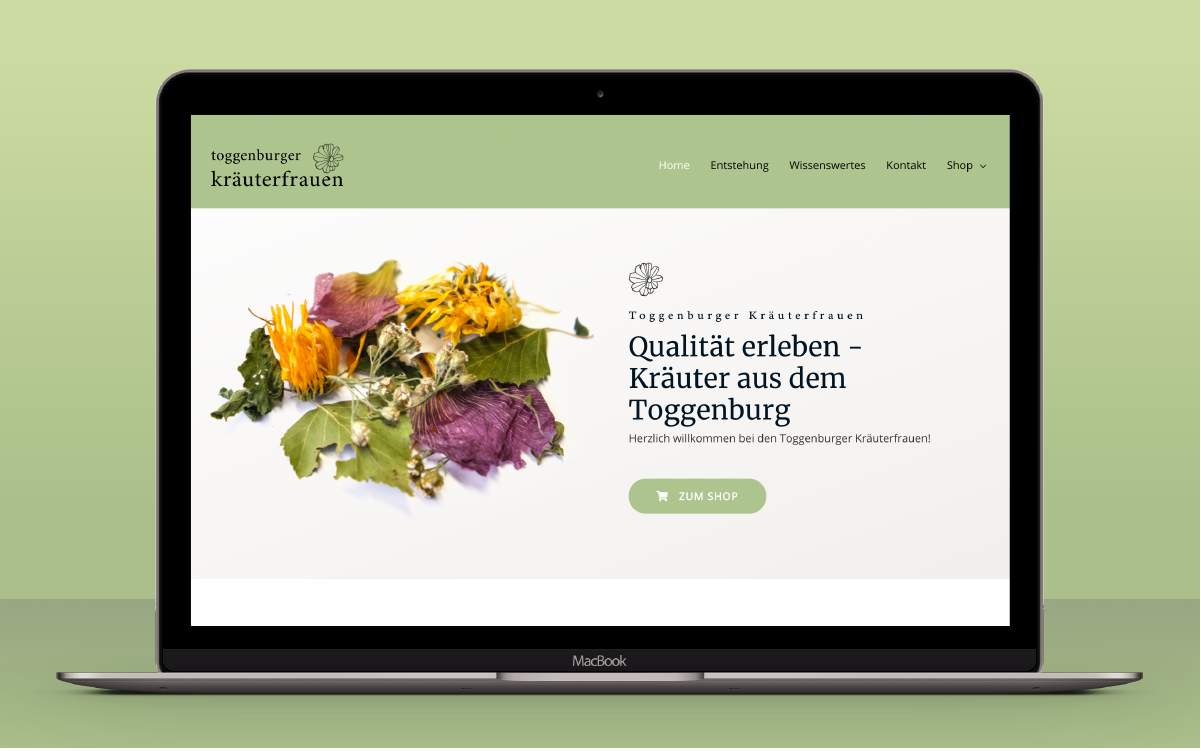 toggenburger
kräuterfrauen
Home Entstehung Wissenswertes Kontakt Shop
Toggenburger Kräuterfrauen
Qualität erleben -
Kräuter aus dem
Toggenburg
Herzlich willkommen bei den Toggenburger Kräuterfrauen!
ZUM SHOP
MacBook